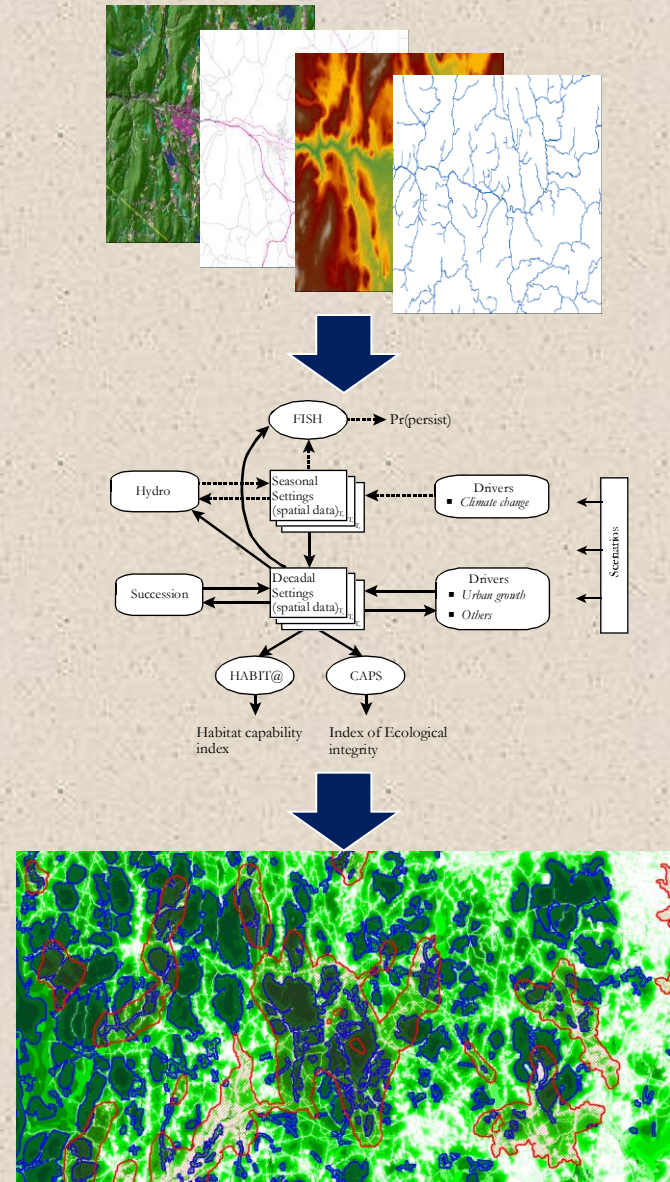 FISH
Pr(persist)
Hydro
Seasonal
Settings
(spatial data)
Drivers
▪ Climate change
Scenarios
Succession
Decadal
Settings
(spatial data)
Drivers
▪ Urban growth
▪ Others
HABIT@
CAPS
Habitat capability
index
Index of Ecological
integrity